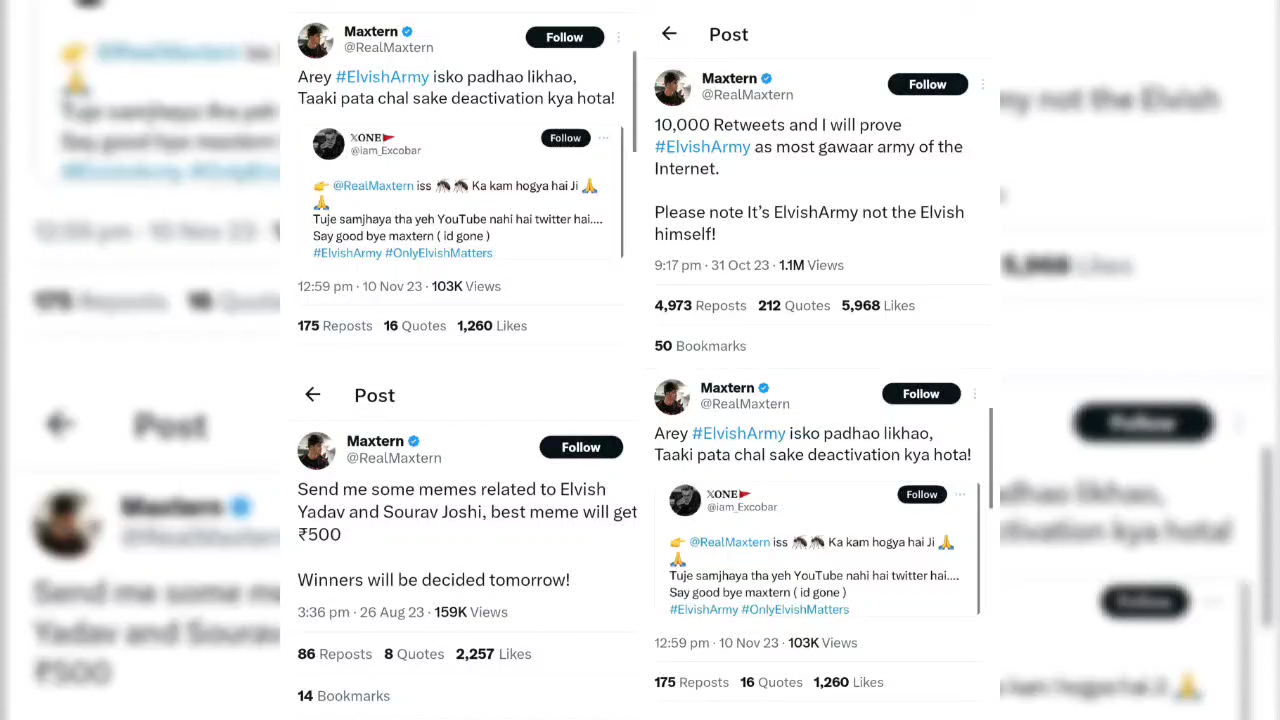 Maxtern
@RealMaxtern
Follow
Arey #ElvishArmy isko padhao likhao,
Taaki pata chal sake deactivation kya hota!
𝕏ONE🚩
@iam_Excobar
Follow
👉 @RealMaxtern iss 🦟🦟 Ka kam hogya hai Ji 🙏
🙏
Tuje samjhaya tha yeh YouTube nahi hai twitter hai....
Say good bye maxtern ( id gone )
#ElvishArmy #OnlyElvishMatters
12:59 pm · 10 Nov 23 · 103K Views
175 Reposts 16 Quotes 1,260 Likes
Post
Maxtern
@RealMaxtern
Follow
Send me some memes related to Elvish
Yadav and Sourav Joshi, best meme will get
₹500
Winners will be decided tomorrow!
3:36 pm · 26 Aug 23 · 159K Views
86 Reposts 8 Quotes 2,257 Likes
14 Bookmarks
Post
Maxtern
@RealMaxtern
Follow
10,000 Retweets and I will prove
#ElvishArmy as most gawaar army of the
Internet.
Please note It's ElvishArmy not the Elvish
himself!
9:17 pm · 31 Oct 23 · 1.1M Views
4,973 Reposts 212 Quotes 5,968 Likes
50 Bookmarks
Maxtern
@RealMaxtern
Follow
Arey #ElvishArmy isko padhao likhao,
Taaki pata chal sake deactivation kya hota!
𝕏ONE🚩
@iam_Excobar
Follow
👉 @RealMaxtern iss 🦟🦟 Ka kam hogya hai Ji 🙏
🙏
Tuje samjhaya tha yeh YouTube nahi hai twitter hai....
Say good bye maxtern ( id gone )
#ElvishArmy #OnlyElvishMatters
12:59 pm · 10 Nov 23 · 103K Views
175 Reposts 16 Quotes 1,260 Likes